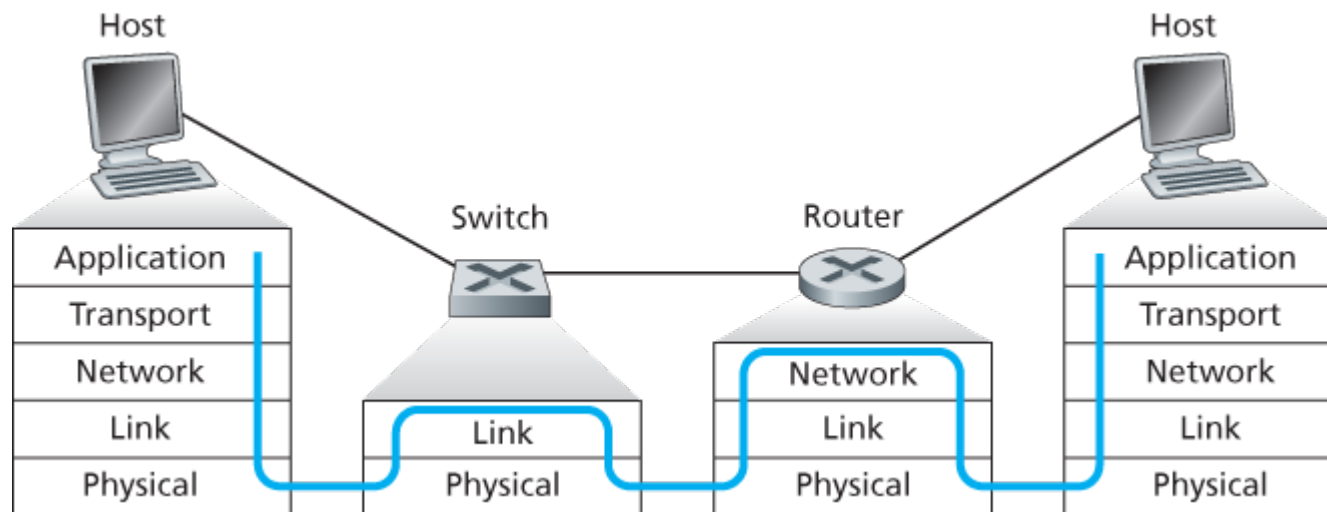 Host
Host
Switch
Router
Application
Transport
Network
Link
Physical
Link
Physical
Network
Link
Physical
Application
Transport
Network
Link
Physical